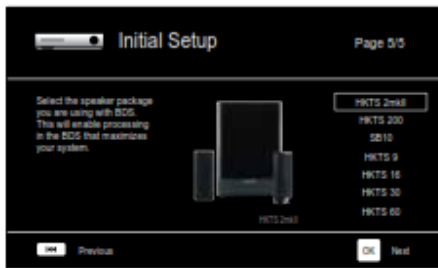 Initial Setup
Page 5/5
Select the speaker package
you are using with BDS.
This will enable processing
in the BDS that maximizes
your system.
HKTS 2mkII
HKTS 2mkII
HKTS 200
SB10
HKTS 9
HKTS 16
HKTS 30
HKTS 60
Previous
OK
Next